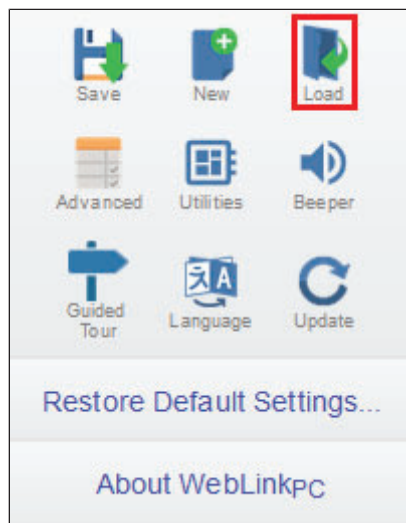 Save New Load
Advanced Utilities Beeper
Guided
Tour Language Update
Restore Default Settings...
About WebLinkPC